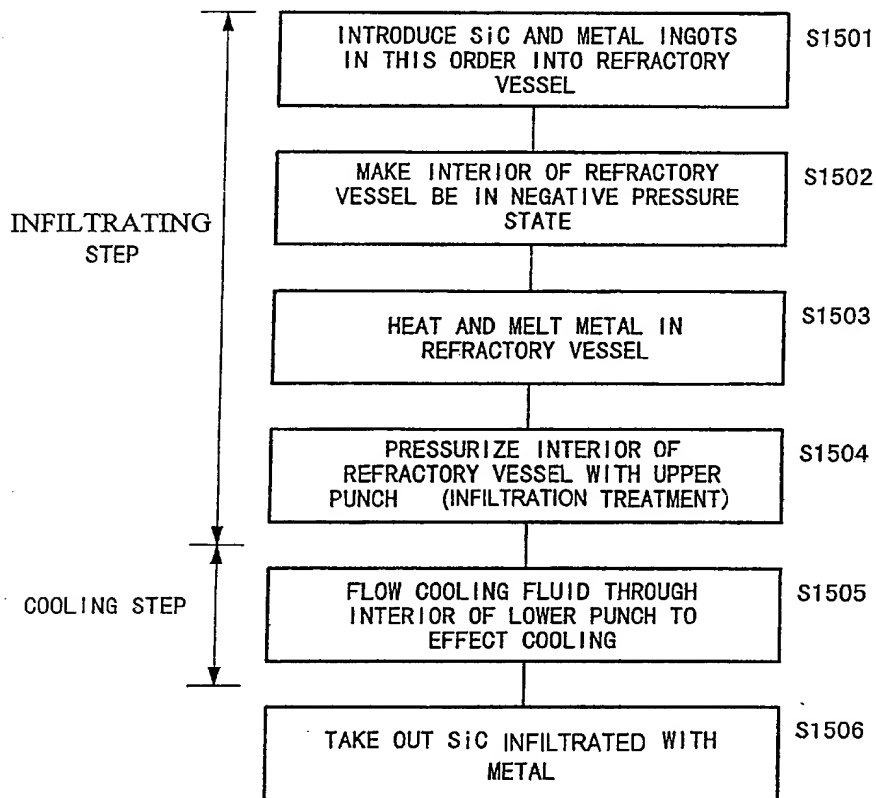 INTRODUCE SiC AND METAL INGOTS
IN THIS ORDER INTO REFRACTORY
VESSEL
S1501
MAKE INTERIOR OF REFRACTORY
VESSEL BE IN NEGATIVE PRESSURE
STATE
S1502
INFILTRATING
STEP
HEAT AND MELT METAL IN
REFRACTORY VESSEL
S1503
PRESSURIZE INTERIOR OF
REFRACTORY VESSEL WITH UPPER
PUNCH (INFILTRATION TREATMENT)
S1504
COOLING STEP
FLOW COOLING FLUID THROUGH
INTERIOR OF LOWER PUNCH TO
EFFECT COOLING
S1505
TAKE OUT SiC INFILTRATED WITH
METAL
S1506